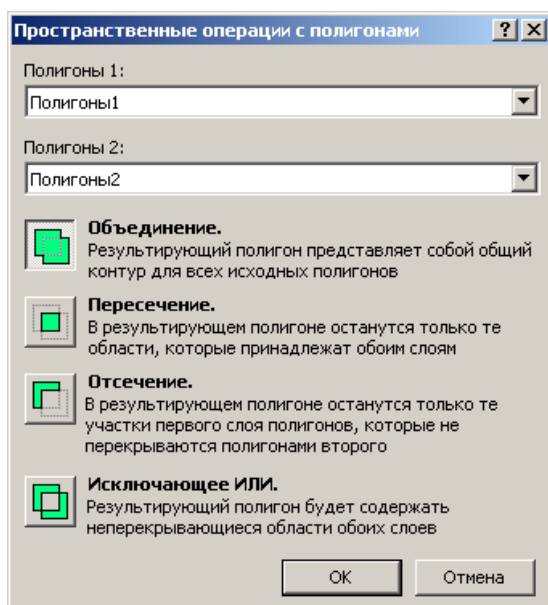 Пространственные операции с полигонами
Полигоны 1:
Полигоны1
Полигоны 2:
Полигоны2
Объединение.
Результирующий полигон представляет собой общий
контур для всех исходных полигонов
Пересечение.
В результирующем полигоне останутся только те
области, которые принадлежат обоим слоям
Отсечение.
В результирующем полигоне останутся только те
участки первого слоя полигонов, которые не
перекрываются полигонами второго
Исключающее ИЛИ.
Результирующий полигон будет содержать
неперекрывающиеся области обоих слоев
ОК
Отмена